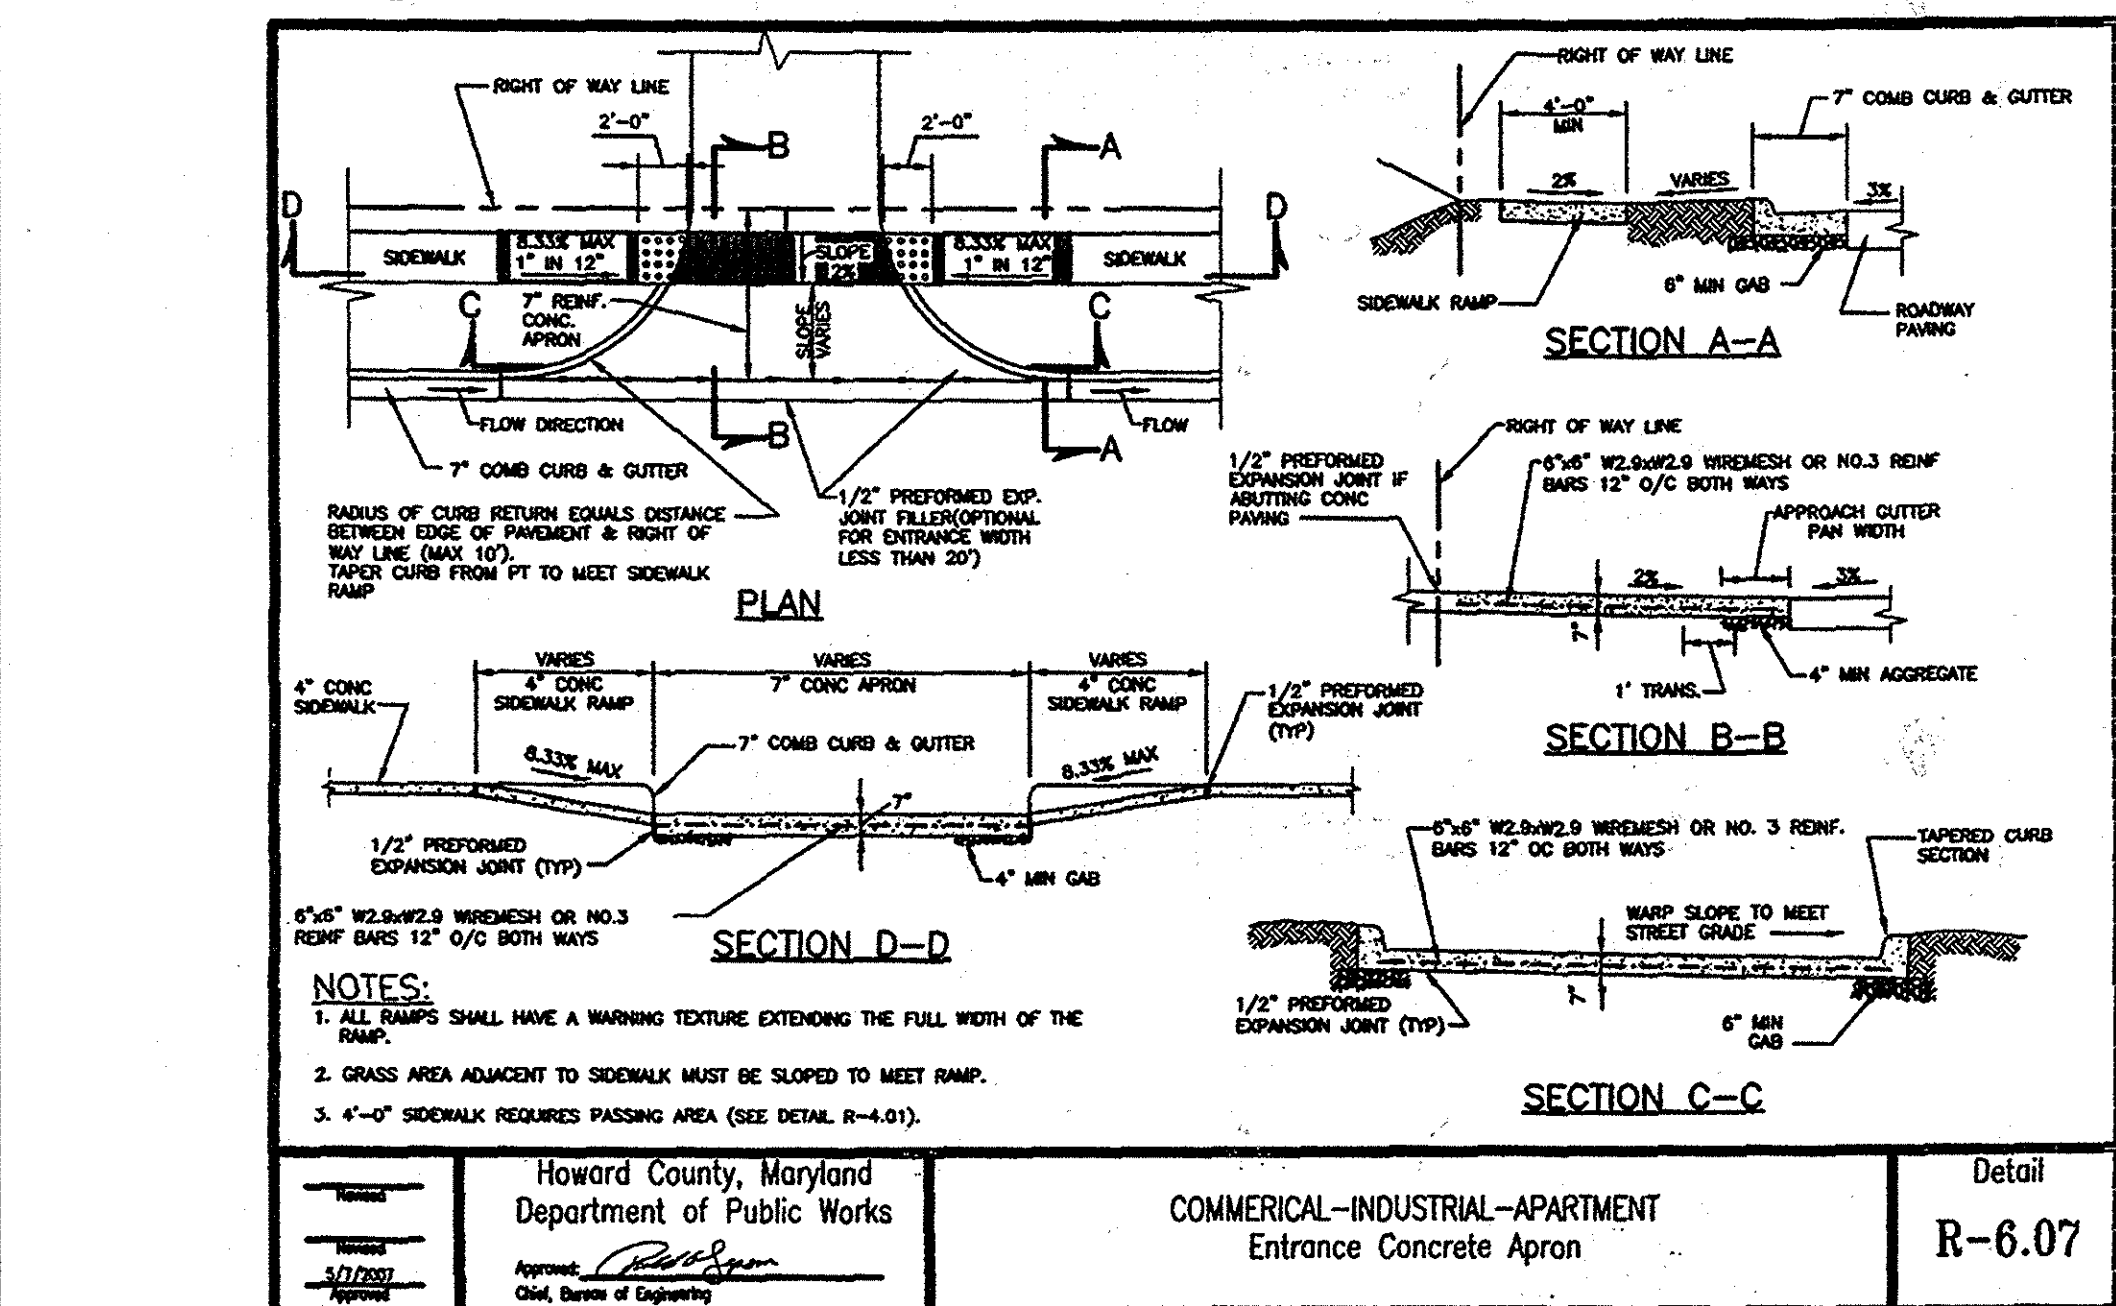 RIGHT OF WAY LINE
2'-0"
2'-0"
B
A
D
D
SIDEWALK
8.33% MAX
1" IN 12"
SLOPE
2%
8.33% MAX
1" IN 12"
SIDEWALK
C
7" REINF.
CONC.
APRON
SLOPE
VARIES
C
FLOW DIRECTION
B
A
FLOW
7" COMB CURB & GUTTER
RADIUS OF CURB RETURN EQUALS DISTANCE
BETWEEN EDGE OF PAVEMENT & RIGHT OF
WAY LINE (MAX 10').
TAPER CURB FROM PT TO MEET SIDEWALK
RAMP
1/2" PREFORMED EXP.
JOINT FILLER(OPTIONAL
FOR ENTRANCE WIDTH
LESS THAN 20')
PLAN
RIGHT OF WAY LINE
4'-0"
MIN
7" COMB CURB & GUTTER
2%
VARIES
3%
6" MIN GAB
SIDEWALK RAMP
ROADWAY
PAVING
SECTION A-A
RIGHT OF WAY LINE
1/2" PREFORMED
EXPANSION JOINT IF
ABUTTING CONC
PAVING
6"x6" W2.9xW2.9 WIREMESH OR NO.3 REINF
BARS 12" O/C BOTH WAYS
APPROACH GUTTER
PAN WIDTH
2%
3%
7"
1' TRANS.
4" MIN AGGREGATE
SECTION B-B
4" CONC
SIDEWALK
VARIES
4" CONC
SIDEWALK RAMP
VARIES
7" CONC APRON
VARIES
4" CONC
SIDEWALK RAMP
1/2" PREFORMED
EXPANSION JOINT
(TYP)
7" COMB CURB & GUTTER
8.33% MAX
8.33% MAX
7"
1/2" PREFORMED
EXPANSION JOINT (TYP)
4" MIN GAB
6"x6" W2.9xW2.9 WIREMESH OR NO.3
REINF BARS 12" O/C BOTH WAYS
SECTION D-D
6"x6" W2.9xW2.9 WIREMESH OR NO. 3 REINF.
BARS 12" OC BOTH WAYS
TAPERED CURB
SECTION
WARP SLOPE TO MEET
STREET GRADE
7"
1/2" PREFORMED
EXPANSION JOINT (TYP)
6" MIN
GAB
SECTION C-C
NOTES:
1. ALL RAMPS SHALL HAVE A WARNING TEXTURE EXTENDING THE FULL WIDTH OF THE
RAMP.
2. GRASS AREA ADJACENT TO SIDEWALK MUST BE SLOPED TO MEET RAMP.
3. 4'-0" SIDEWALK REQUIRES PASSING AREA (SEE DETAIL R-4.01).
Revised
Revised
5/7/2007
Approved
Howard County, Maryland
Department of Public Works
Approved:
Chief, Bureau of Engineering
COMMERICAL-INDUSTRIAL-APARTMENT
Entrance Concrete Apron
Detail
R-6.07